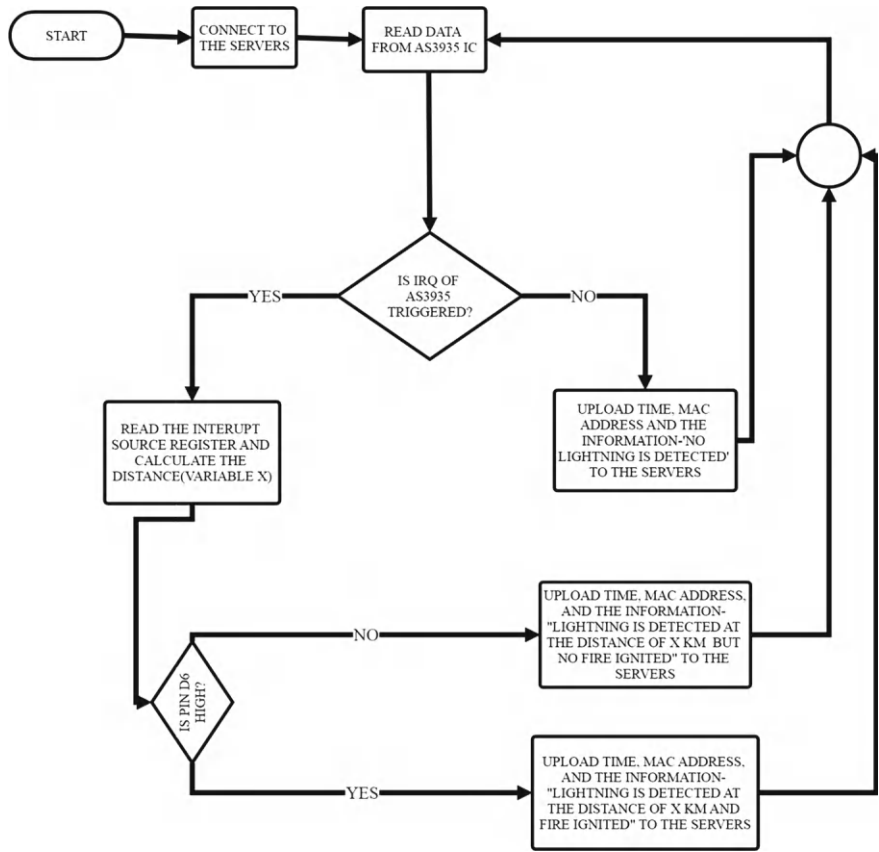 START
CONNECT TO
THE SERVERS
READ DATA
FROM AS3935 IC
IS IRQ OF
AS3935
TRIGGERED?
YES
NO
READ THE INTERUPT
SOURCE REGISTER AND
CALCULATE THE
DISTANCE(VARIABLE X)
UPLOAD TIME, MAC
ADDRESS AND THE
INFORMATION-'NO
LIGHTNING IS DETECTED'
TO THE SERVERS
IS PIN D6
HIGH?
NO
UPLOAD TIME, MAC ADDRESS,
AND THE INFORMATION-
"LIGHTNING IS DETECTED AT
THE DISTANCE OF X KM BUT
NO FIRE IGNITED" TO THE
SERVERS
YES
UPLOAD TIME, MAC ADDRESS,
AND THE INFORMATION-
"LIGHTNING IS DETECTED AT
THE DISTANCE OF X KM AND
FIRE IGNITED" TO THE SERVERS